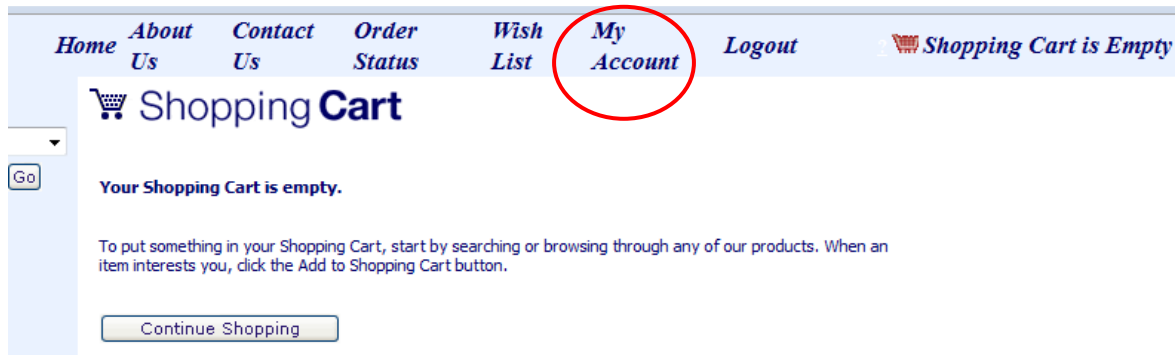 Home About Us Contact Us Order Status Wish List My Account Logout Shopping Cart is Empty
Shopping Cart
Go
Your Shopping Cart is empty.
To put something in your Shopping Cart, start by searching or browsing through any of our products. When an
item interests you, click the Add to Shopping Cart button.
Continue Shopping